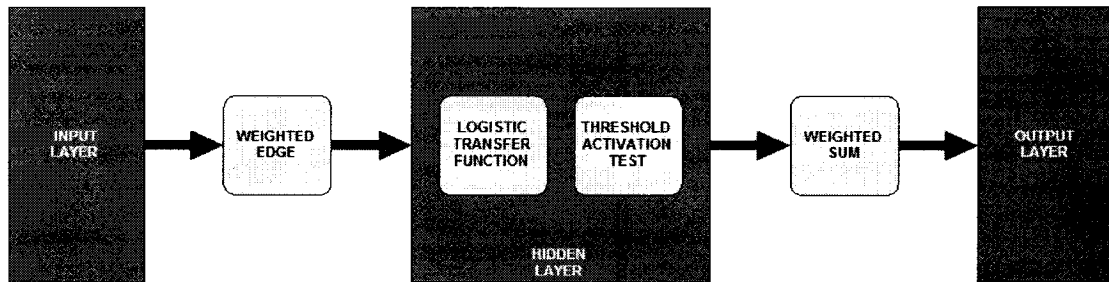 INPUT
LAYER
WEIGHTED
EDGE
LOGISTIC
TRANSFER
FUNCTION
THRESHOLD
ACTIVATION
TEST
HIDDEN
LAYER
WEIGHTED
SUM
OUTPUT
LAYER